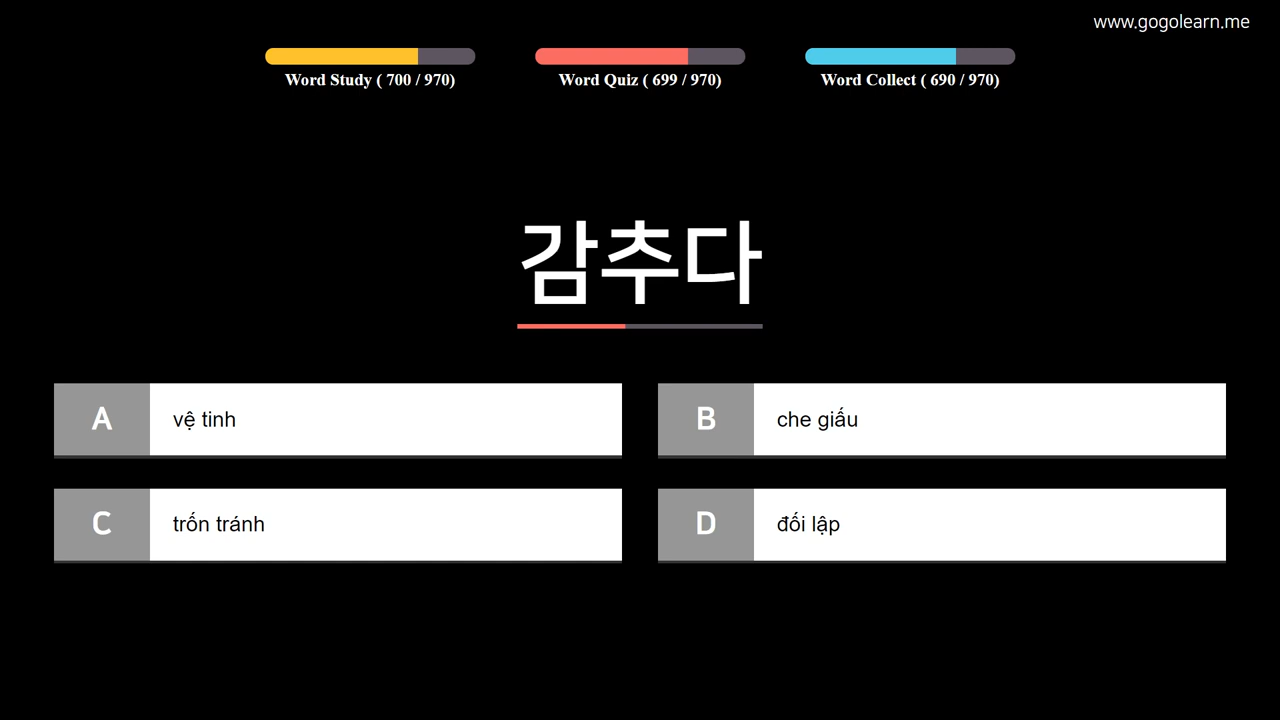 www.gogolearn.me
Word Study ( 700 / 970)
Word Quiz ( 699 / 970)
Word Collect ( 690 / 970)
감추다
A vệ tinh
B che giấu
C trốn tránh
D đối lập